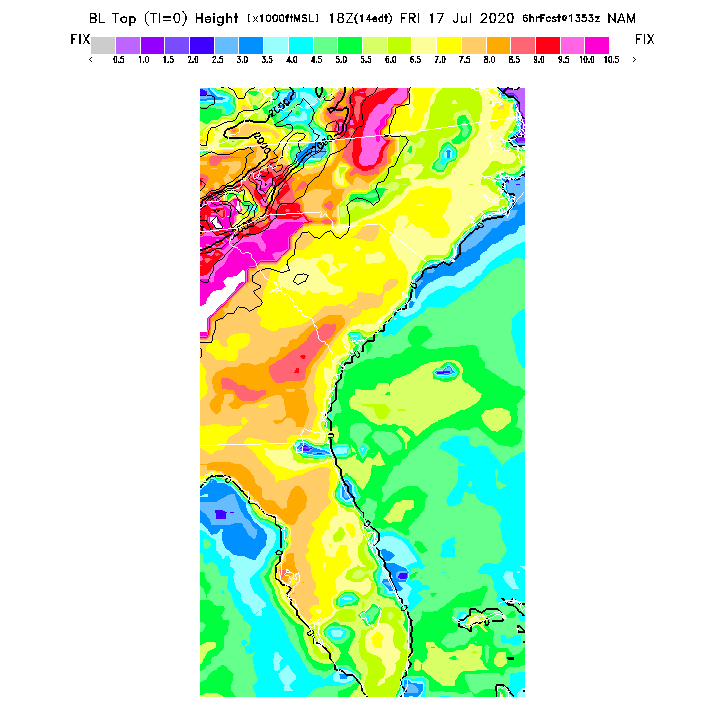 BL Top (TI=0) Height [x1000ftMSL] 18Z(14edt) FRI 17 Jul 2020 6hrFcst@1353z NAM
FIX FIX
< 0.5 1.0 1.5 2.0 2.5 3.0 3.5 4.0 4.5 5.0 5.5 6.0 6.5 7.0 7.5 8.0 8.5 9.0 9.5 10.0 10.5 >
2000
2000